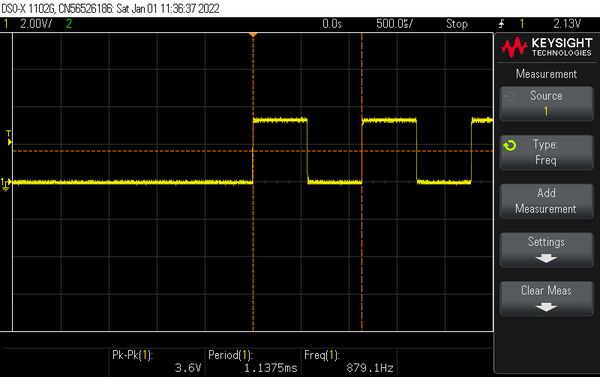 DSO-X 1102G, CN56526186: Sat Jan 01 11:36:37 2022
1 2.00V/ 2 0.0s 500.0us/ Stop 1 2.13V
KEYSIGHT
TECHNOLOGIES
Measurement
Source
1
Type:
Freq
Add
Measurement
Settings
Clear Meas
T
1
Pk-Pk(1): Period(1): Freq(1):
3.6V 1.1375ms 879.1Hz